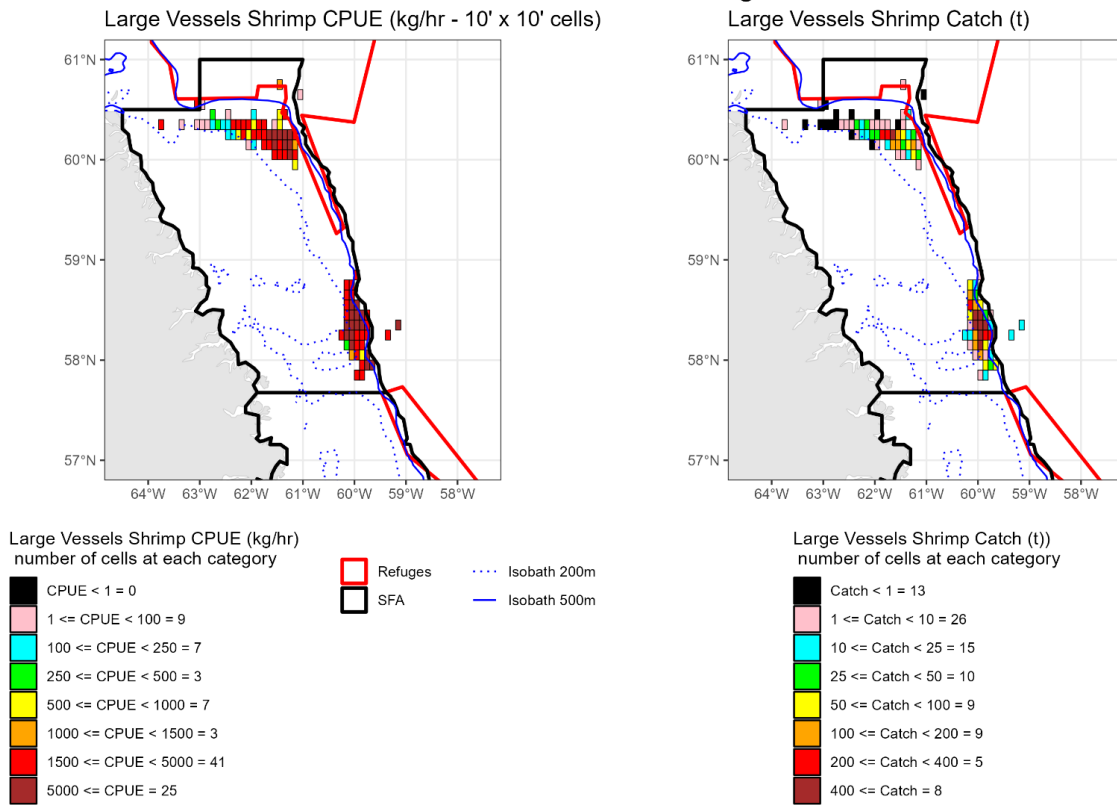 Large Vessels Shrimp CPUE (kg/hr - 10' x 10' cells)
61°N
60°N
59°N
58°N
57°N
64°W 63°W 62°W 61°W 60°W 59°W 58°W
Large Vessels Shrimp Catch (t)
61°N
60°N
59°N
58°N
57°N
64°W 63°W 62°W 61°W 60°W 59°W 58°W
Large Vessels Shrimp CPUE (kg/hr)
number of cells at each category
CPUE < 1 = 0
1 <= CPUE < 100 = 9
100 <= CPUE < 250 = 7
250 <= CPUE < 500 = 3
500 <= CPUE < 1000 = 7
1000 <= CPUE < 1500 = 3
1500 <= CPUE < 5000 = 41
5000 <= CPUE = 25
Refuges
SFA
Isobath 200m
Isobath 500m
Large Vessels Shrimp Catch (t))
number of cells at each category
Catch < 1 = 13
1 <= Catch < 10 = 26
10 <= Catch < 25 = 15
25 <= Catch < 50 = 10
50 <= Catch < 100 = 9
100 <= Catch < 200 = 9
200 <= Catch < 400 = 5
400 <= Catch = 8